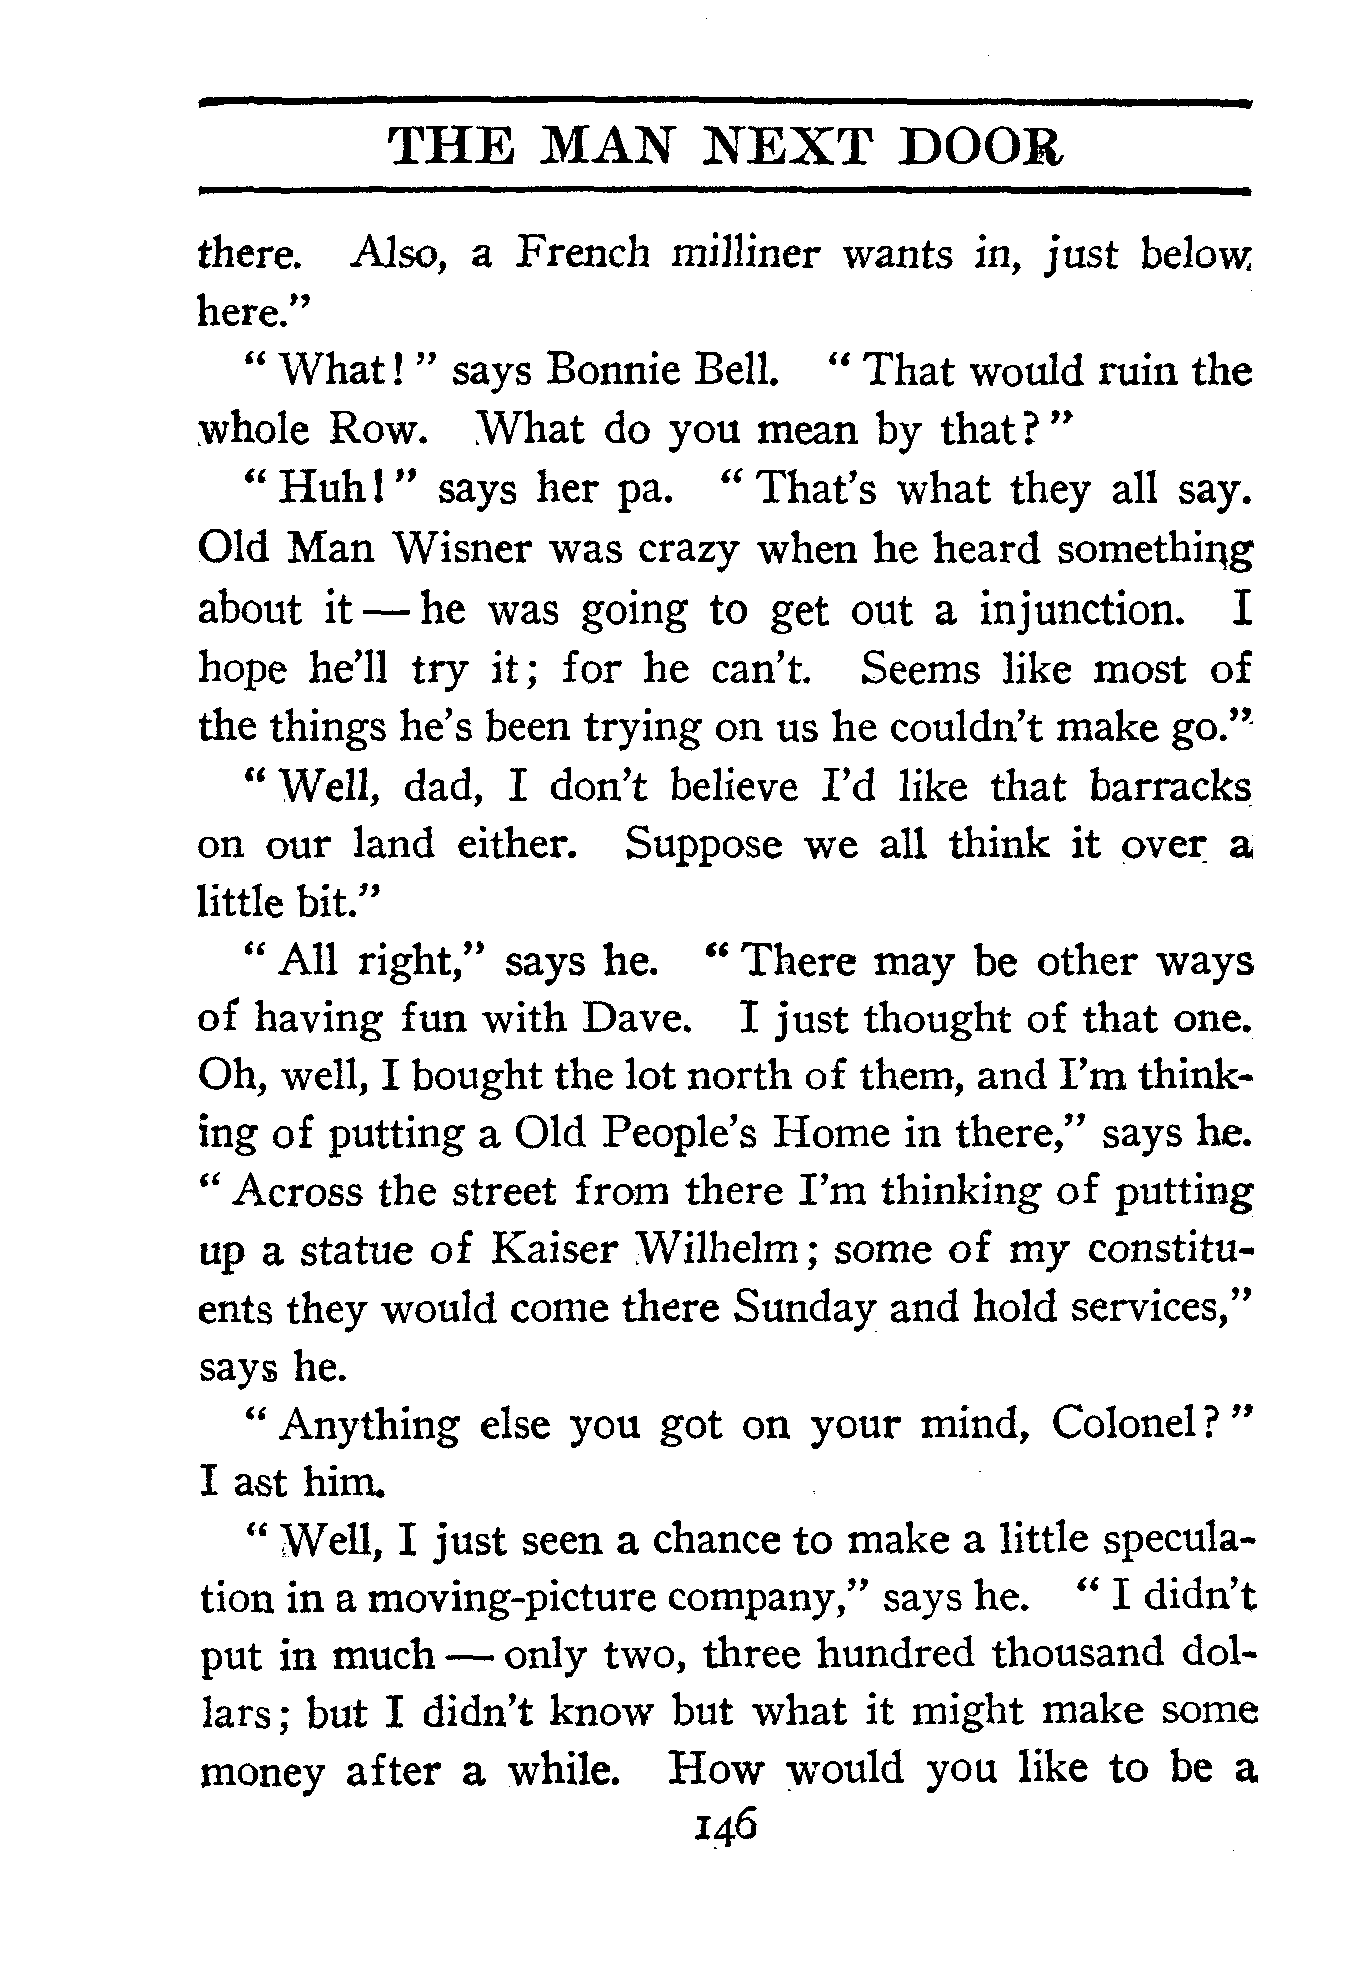 THE MAN NEXT DOOR
there. Also, a French milliner wants in, just below
here."
"What!" says Bonnie Bell. "That would ruin the
whole Row. What do you mean by that?"
"Huh!" says her pa. "That's what they all say.
Old Man Wisner was crazy when he heard something
about it — he was going to get out a injunction. I
hope he'll try it; for he can't. Seems like most of
the things he's been trying on us he couldn't make go."
"Well, dad, I don't believe I'd like that barracks
on our land either. Suppose we all think it over a
little bit."
"All right," says he. "There may be other ways
of having fun with Dave. I just thought of that one.
Oh, well, I bought the lot north of them, and I'm think-
ing of putting a Old People's Home in there," says he.
"Across the street from there I'm thinking of putting
up a statue of Kaiser Wilhelm; some of my constitu-
ents they would come there Sunday and hold services,"
says he.
"Anything else you got on your mind, Colonel?"
I ast him.
"Well, I just seen a chance to make a little specula-
tion in a moving-picture company," says he. "I didn't
put in much — only two, three hundred thousand dol-
lars; but I didn't know but what it might make some
money after a while. How would you like to be a
146